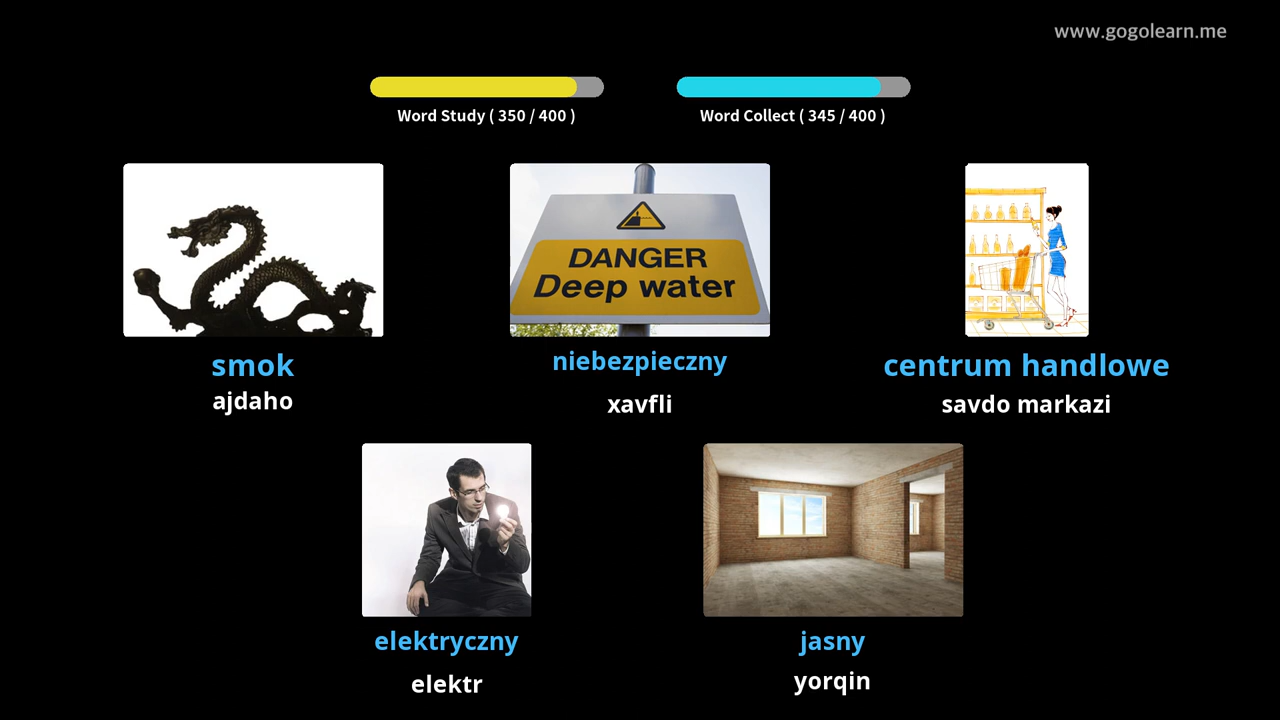 www.gogolearn.me
Word Study ( 350 / 400 )
Word Collect ( 345 / 400 )
DANGER
Deep water
smok
ajdaho
niebezpieczny
xavfli
centrum handlowe
savdo markazi
elektryczny
elektr
jasny
yorqin